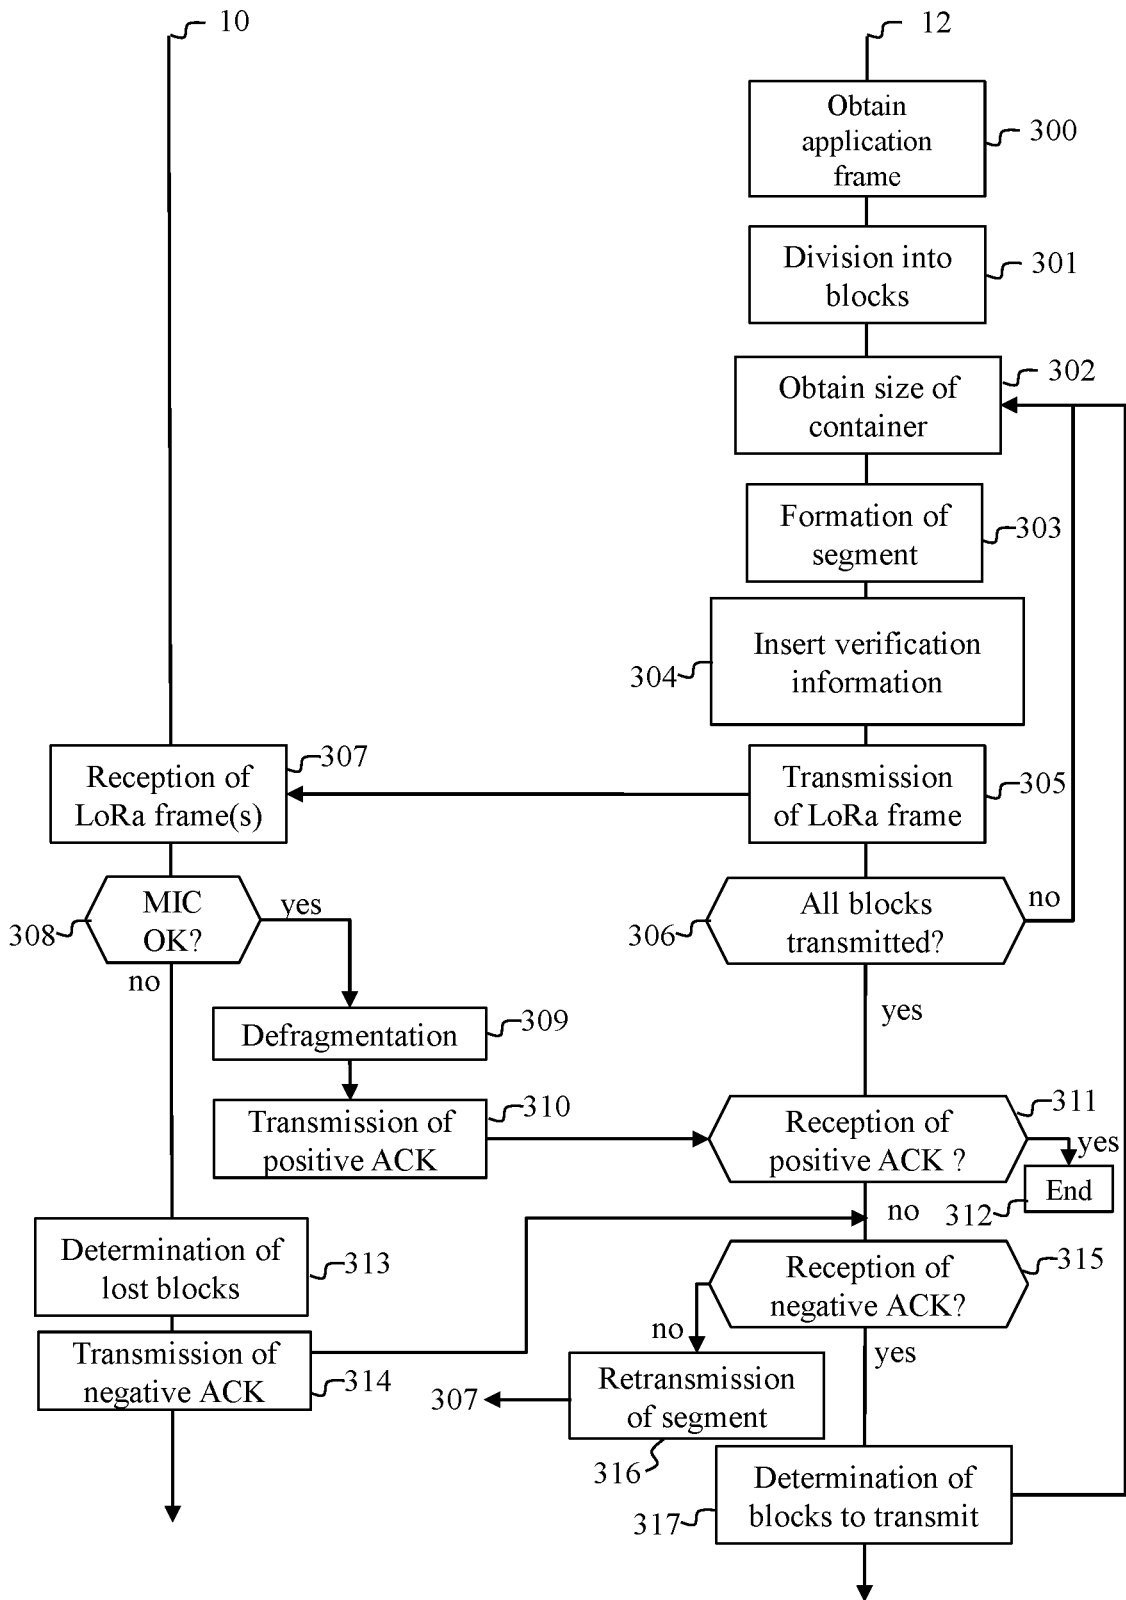 10
12
Obtain
application
frame
300
Division into
blocks
301
Obtain size of
container
302
Formation of
segment
303
Insert verification
information
304
Reception of
LoRa frame(s)
307
Transmission
of LoRa frame
305
MIC
OK?
308
yes
no
All blocks
transmitted?
306
no
yes
Defragmentation
309
Transmission of
positive ACK
310
Reception of
positive ACK ?
311
yes
End
312
no
Determination of
lost blocks
313
Reception of
negative ACK?
315
no
yes
Transmission of
negative ACK
314
Retransmission
of segment
307
316
Determination of
blocks to transmit
317